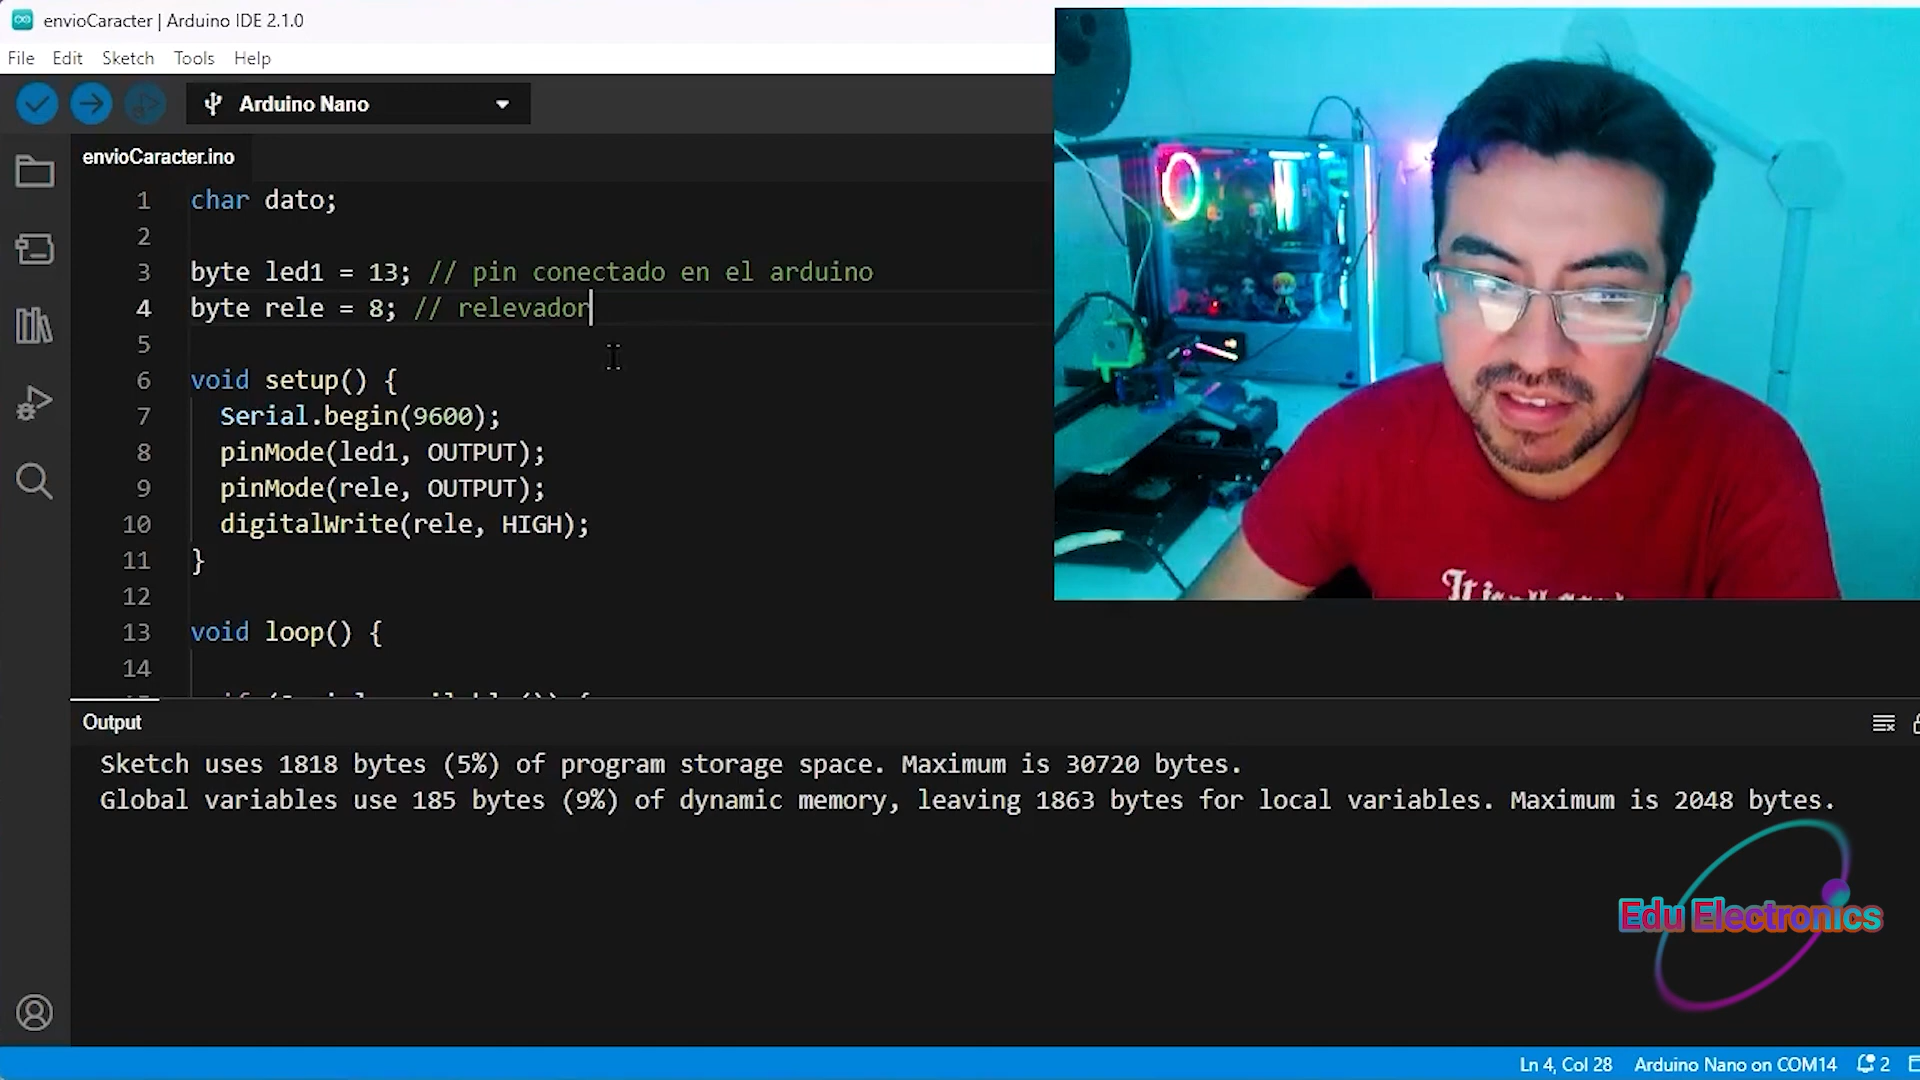 envioCaracter | Arduino IDE 2.1.0
File Edit Sketch Tools Help
Arduino Nano
envioCaracter.ino
1 char dato;
2
3 byte led1 = 13; // pin conectado en el arduino
4 byte rele = 8; // relevador
5
6 void setup() {
7 Serial.begin(9600);
8 pinMode(led1, OUTPUT);
9 pinMode(rele, OUTPUT);
10 digitalWrite(rele, HIGH);
11 }
12
13 void loop() {
14
Output
Sketch uses 1818 bytes (5%) of program storage space. Maximum is 30720 bytes.
Global variables use 185 bytes (9%) of dynamic memory, leaving 1863 bytes for local variables. Maximum is 2048 bytes.
Edu Electronics
Ln 4, Col 28 Arduino Nano on COM14 2